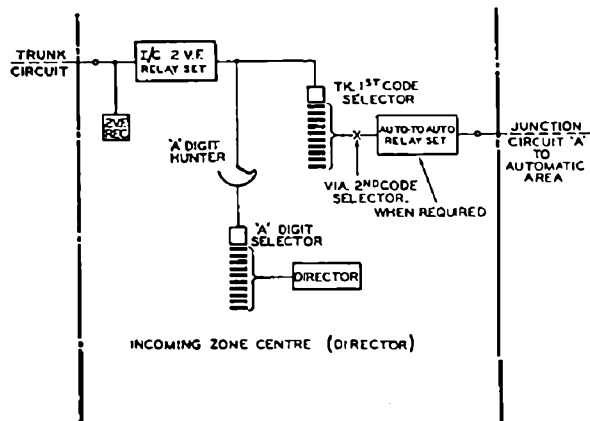 TRUNK
CIRCUIT
I/C 2 V.F.
RELAY SET
2 V.F.
REC
'A' DIGIT
HUNTER
'A' DIGIT
SELECTOR
DIRECTOR
TK. 1ST CODE
SELECTOR
VIA 2ND CODE
SELECTOR.
AUTO-TO AUTO
RELAY SET
WHEN REQUIRED
JUNCTION
CIRCUIT 'A'
TO
AUTOMATIC
AREA
INCOMING ZONE CENTRE (DIRECTOR)